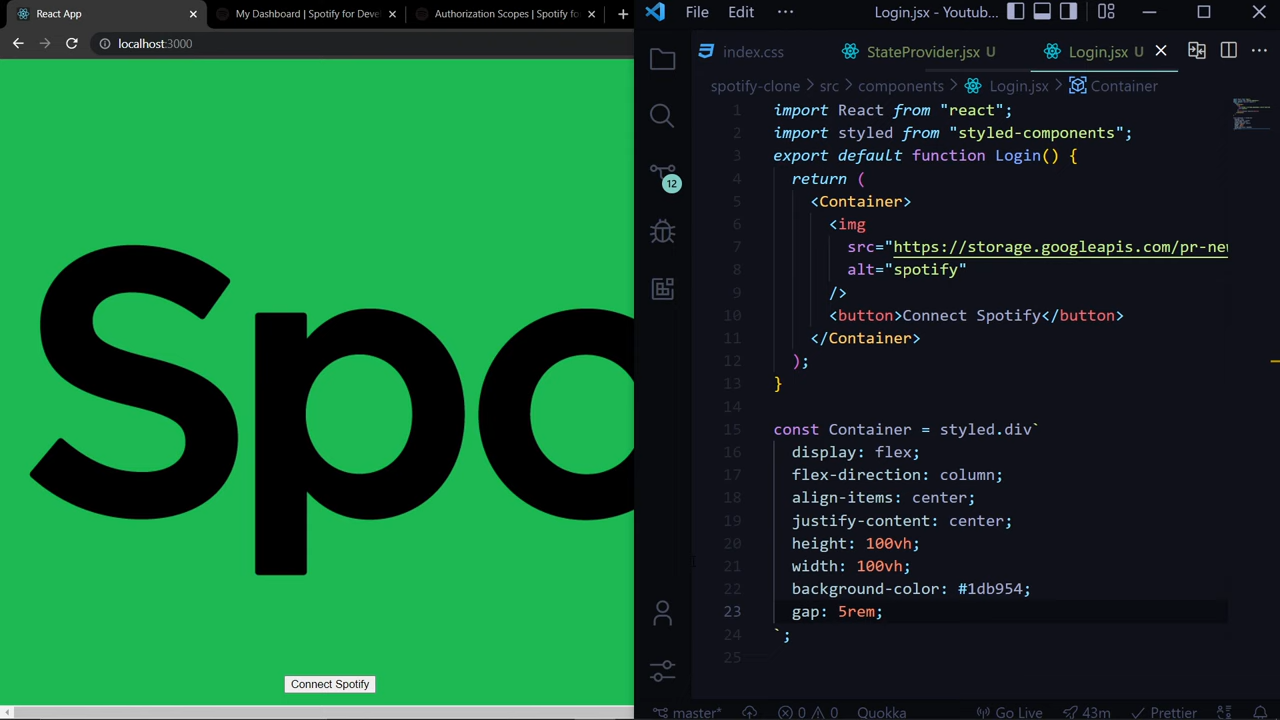 React App
My Dashboard | Spotify for Devel
Authorization Scopes | Spotify fo
localhost:3000
Spo
Connect Spotify
File
Edit
Login.jsx - Youtub...
index.css
StateProvider.jsx U
Login.jsx U
spotify-clone > src > components > Login.jsx > Container
12
1 import React from "react";
2 import styled from "styled-components";
3 export default function Login() {
4 return (
5 <Container>
6 <img
7 src="https://storage.googleapis.com/pr-new
8 alt="spotify"
9 />
10 <button>Connect Spotify</button>
11 </Container>
12 );
13 }
14
15 const Container = styled.div`
16 display: flex;
17 flex-direction: column;
18 align-items: center;
19 justify-content: center;
20 height: 100vh;
21 width: 100vh;
22 background-color: #1db954;
23 gap: 5rem;
24 `;
25
master* 0 0 Quokka Go Live 43m Prettier